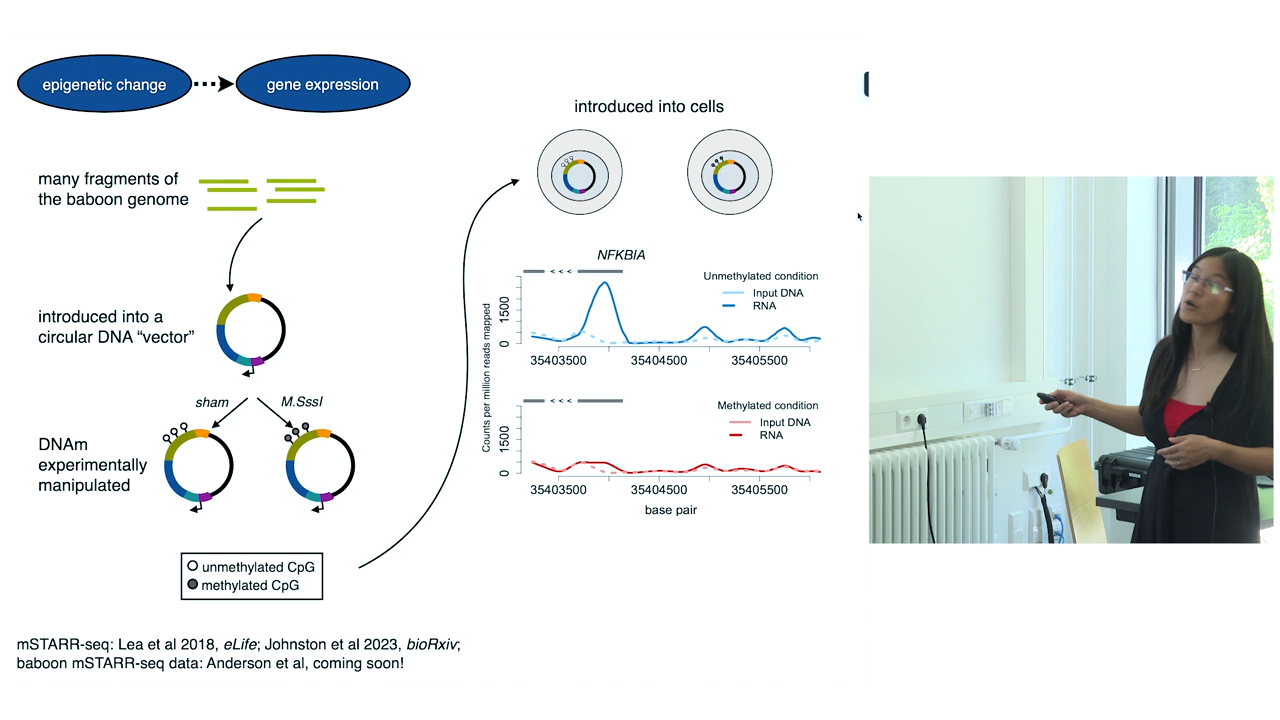 epigenetic change
gene expression
many fragments of
the baboon genome
introduced into a
circular DNA “vector”
sham
M.SssI
DNAm
experimentally
manipulated
unmethylated CpG
methylated CpG
mSTARR-seq: Lea et al 2018, eLife; Johnston et al 2023, bioRxiv;
baboon mSTARR-seq data: Anderson et al, coming soon!
introduced into cells
NFKBIA
< < <
Unmethylated condition
Input DNA
RNA
1500
0
35403500
35404500
35405500
Counts per million reads mapped
< < <
Methylated condition
Input DNA
RNA
1500
0
35403500
35404500
35405500
base pair